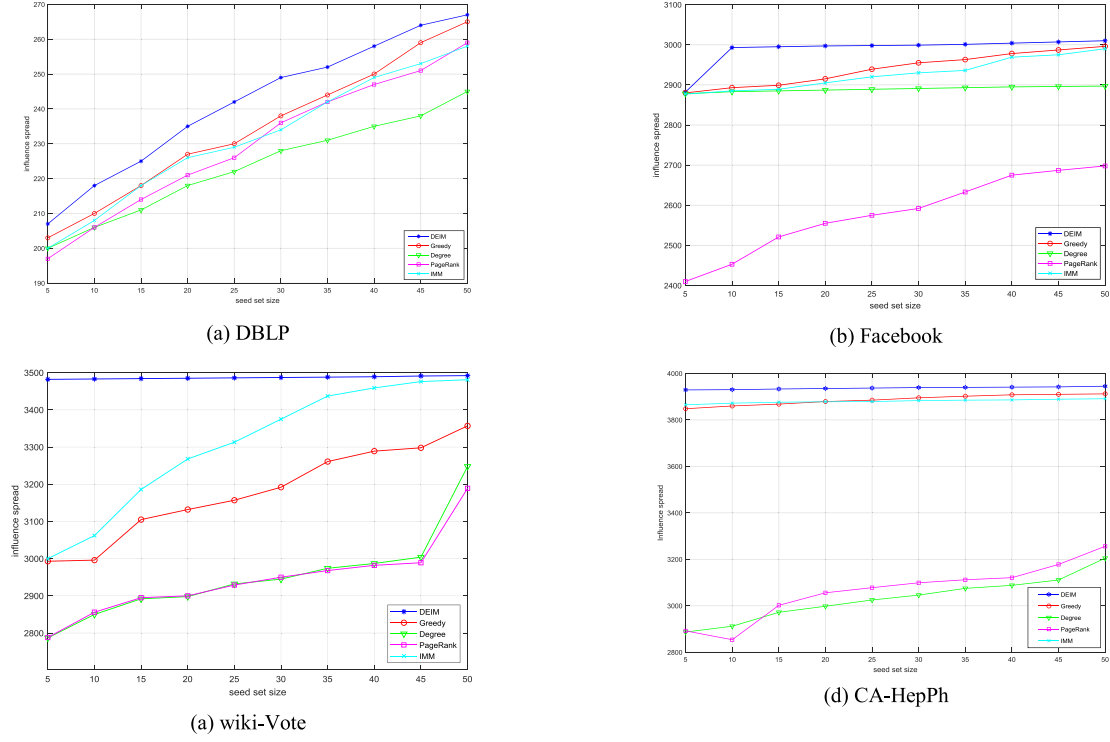 270
260
250
240
230
220
210
200
190
influence spread
DEIM
Greedy
Degree
PageRank
IMM
5 10 15 20 25 30 35 40 45 50
seed set size
(a) DBLP
3100
3000
2900
2800
2700
2600
2500
2400
influence spread
DEIM
Greedy
Degree
PageRank
IMM
5 10 15 20 25 30 35 40 45 50
seed set size
(b) Facebook
3500
3400
3300
3200
3100
3000
2900
2800
influence spread
DEIM
Greedy
Degree
PageRank
IMM
5 10 15 20 25 30 35 40 45 50
seed set size
(a) wiki-Vote
4000
3800
3600
3400
3200
3000
2800
Influence spread
DEIM
Greedy
Degree
PageRank
IMM
5 10 15 20 25 30 35 40 45 50
seed set size
(d) CA-HepPh